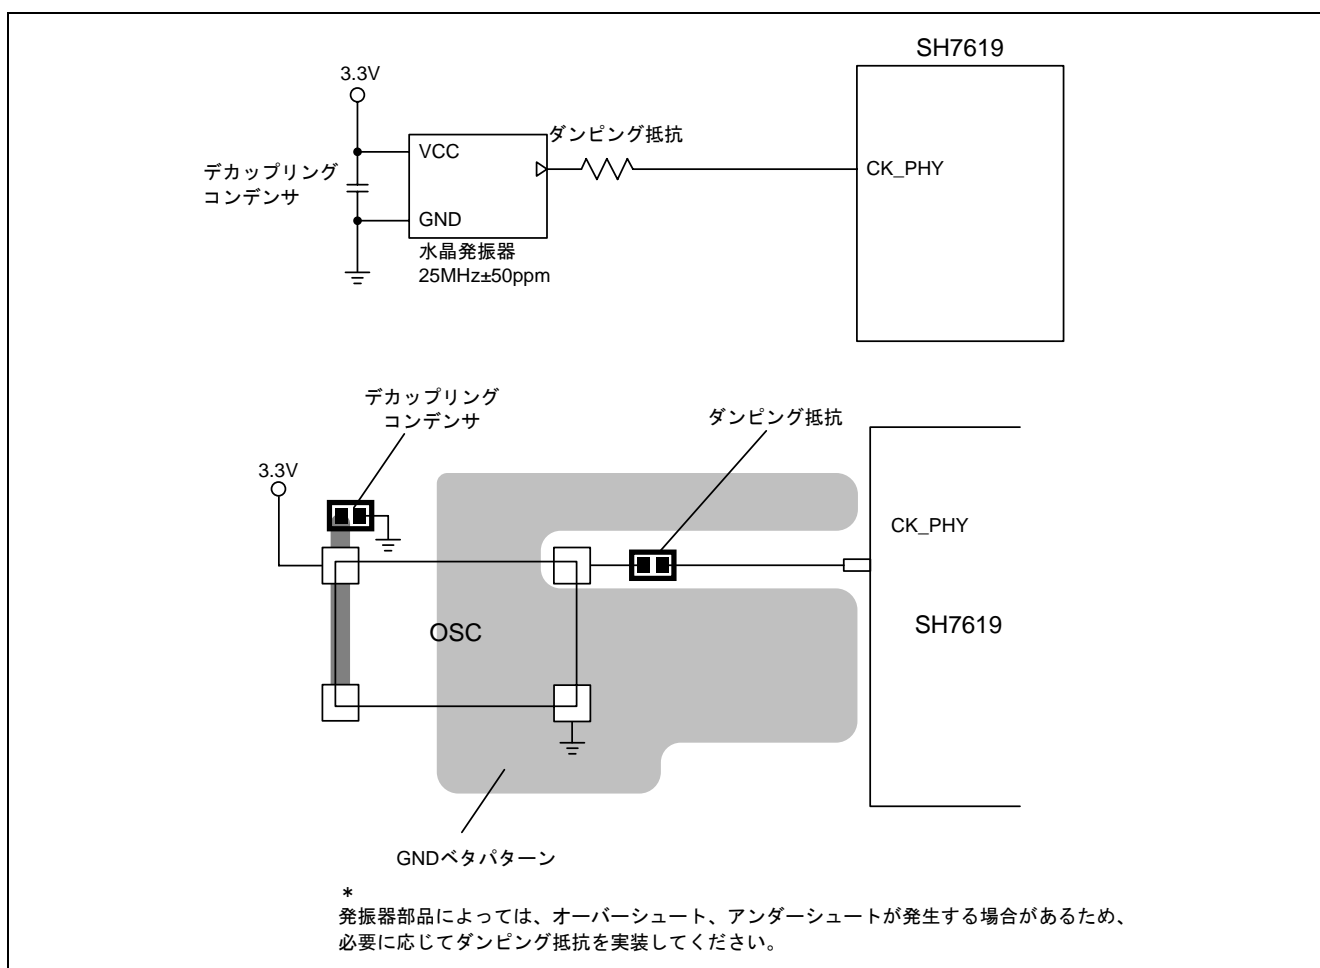 SH7619
3.3V
ダンピング抵抗
VCC
デカップリング
コンデンサ
CK_PHY
GND
水晶発振器
25MHz±50ppm
デカップリング
コンデンサ
ダンピング抵抗
3.3V
CK_PHY
OSC
SH7619
GNDベタパターン
*
発振器部品によっては、オーバーシュート、アンダーシュートが発生する場合があるため、
必要に応じてダンピング抵抗を実装してください。